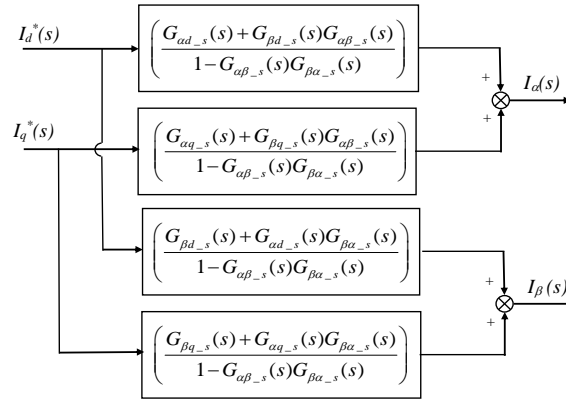 I_d^*(s)
(G_{αd_s}(s)+G_{βd_s}(s)G_{αβ_s}(s) / 1-G_{αβ_s}(s)G_{βα_s}(s))
+
I_α(s)
+
I_q^*(s)
(G_{αq_s}(s)+G_{βq_s}(s)G_{αβ_s}(s) / 1-G_{αβ_s}(s)G_{βα_s}(s))
(G_{βd_s}(s)+G_{αd_s}(s)G_{βα_s}(s) / 1-G_{αβ_s}(s)G_{βα_s}(s))
+
I_β(s)
+
(G_{βq_s}(s)+G_{αq_s}(s)G_{βα_s}(s) / 1-G_{αβ_s}(s)G_{βα_s}(s))